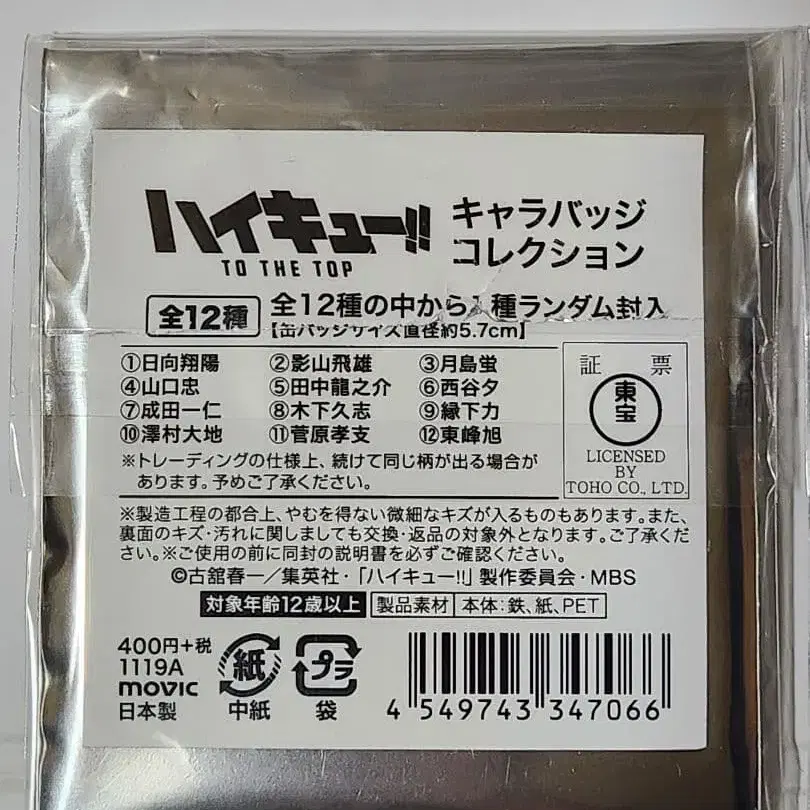 ハイキュー!!
TO THE TOP
キャラバッジ
コレクション
全12種
全12種の中から1種ランダム封入
【缶バッジサイズ直径約5.7cm】
①日向翔陽 ②影山飛雄 ③月島蛍
④山口忠 ⑤田中龍之介 ⑥西谷夕
⑦成田一仁 ⑧木下久志 ⑨縁下力
⑩澤村大地 ⑪菅原孝支 ⑫東峰旭
※トレーディングの仕様上、続けて同じ柄が出る場合が
あります。予めご了承ください。
証 票
東宝
LICENSED
BY
TOHO CO., LTD.
※製造工程の都合上、やむを得ない微細なキズが入るものもあります。また、
裏面のキズ・汚れに関しましても交換・返品の対象外となります。ご了承くだ
さい。※ご使用の前に同封の説明書を必ずご確認ください。
©古舘春一／集英社・「ハイキュー!!」製作委員会・MBS
対象年齢12歳以上 製品素材 本体:鉄、紙、PET
400円+税
1119A
movic
日本製
紙
中紙
プラ
袋
4 549743 347066